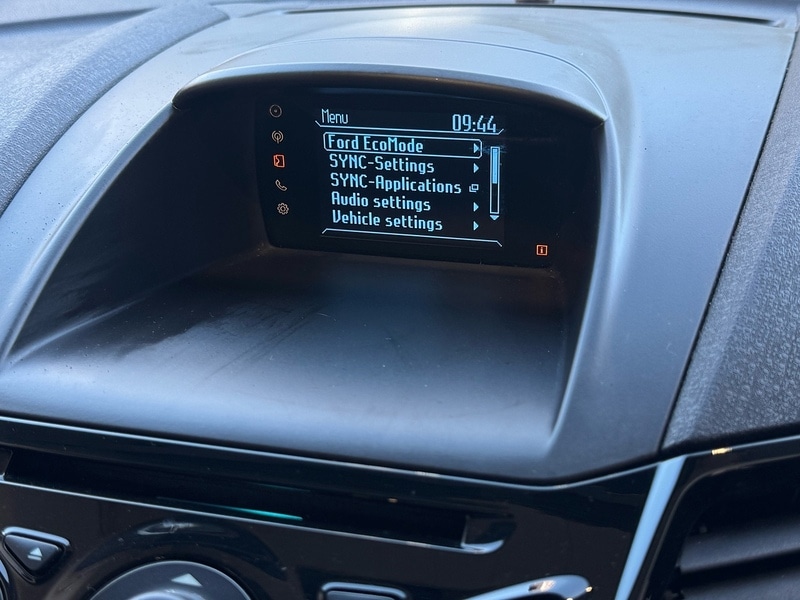 Menu
09:44
Ford EcoMode
SYNC-Settings
SYNC-Applications
Audio settings
Vehicle settings
i